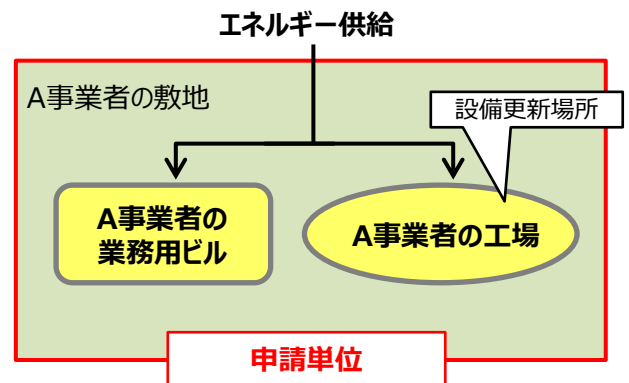 エネルギー供給
A事業者の敷地
設備更新場所
A事業者の
業務用ビル
A事業者の工場
申請単位